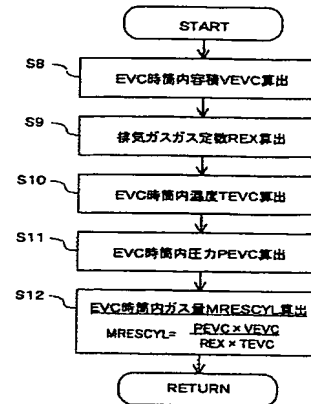 START
S8
EVC時筒内容積VEVC算出
S9
排気ガスガス定数REX算出
S10
EVC時筒内温度TEVC算出
S11
EVC時筒内圧力PEVC算出
S12
EVC時筒内ガス量MRESCYL算出
MRESCYL= PEVC×VEVC
REX×TEVC
RETURN